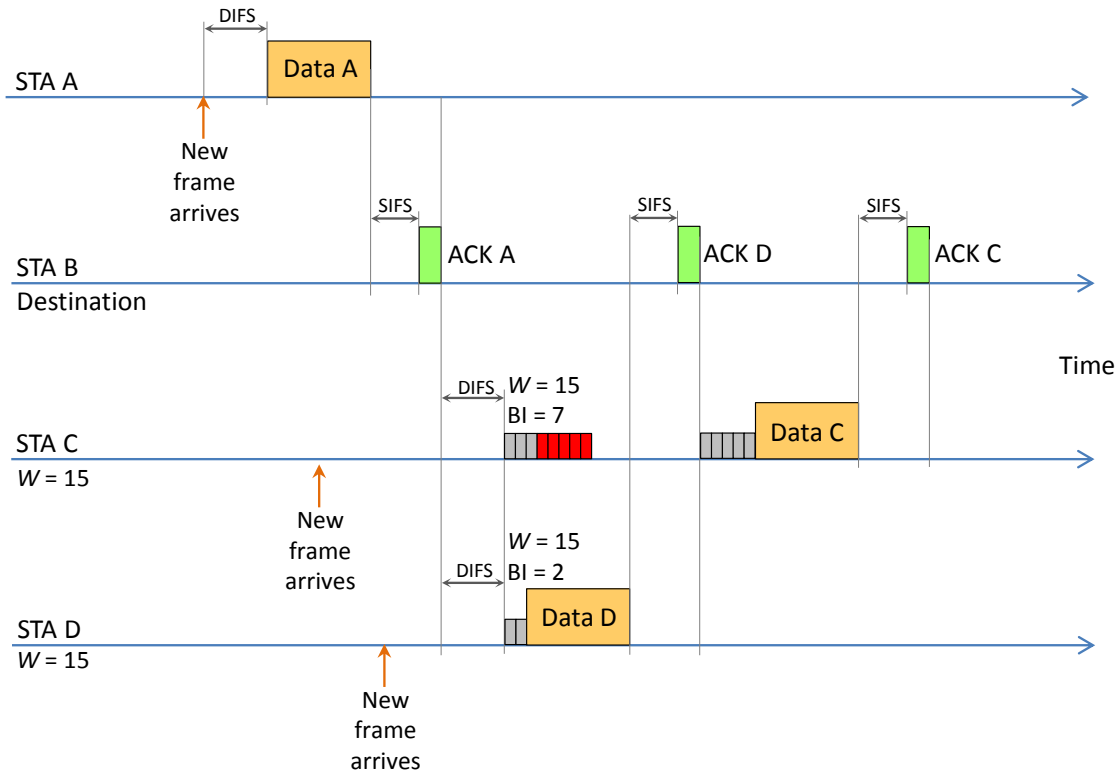 DIFS
Data A
STA A
New
frame
arrives
SIFS
SIFS
SIFS
ACK A
ACK D
ACK C
STA B
Destination
Time
DIFS
W = 15
BI = 7
Data C
STA C
W = 15
New
frame
arrives
W = 15
BI = 2
DIFS
Data D
STA D
W = 15
New
frame
arrives